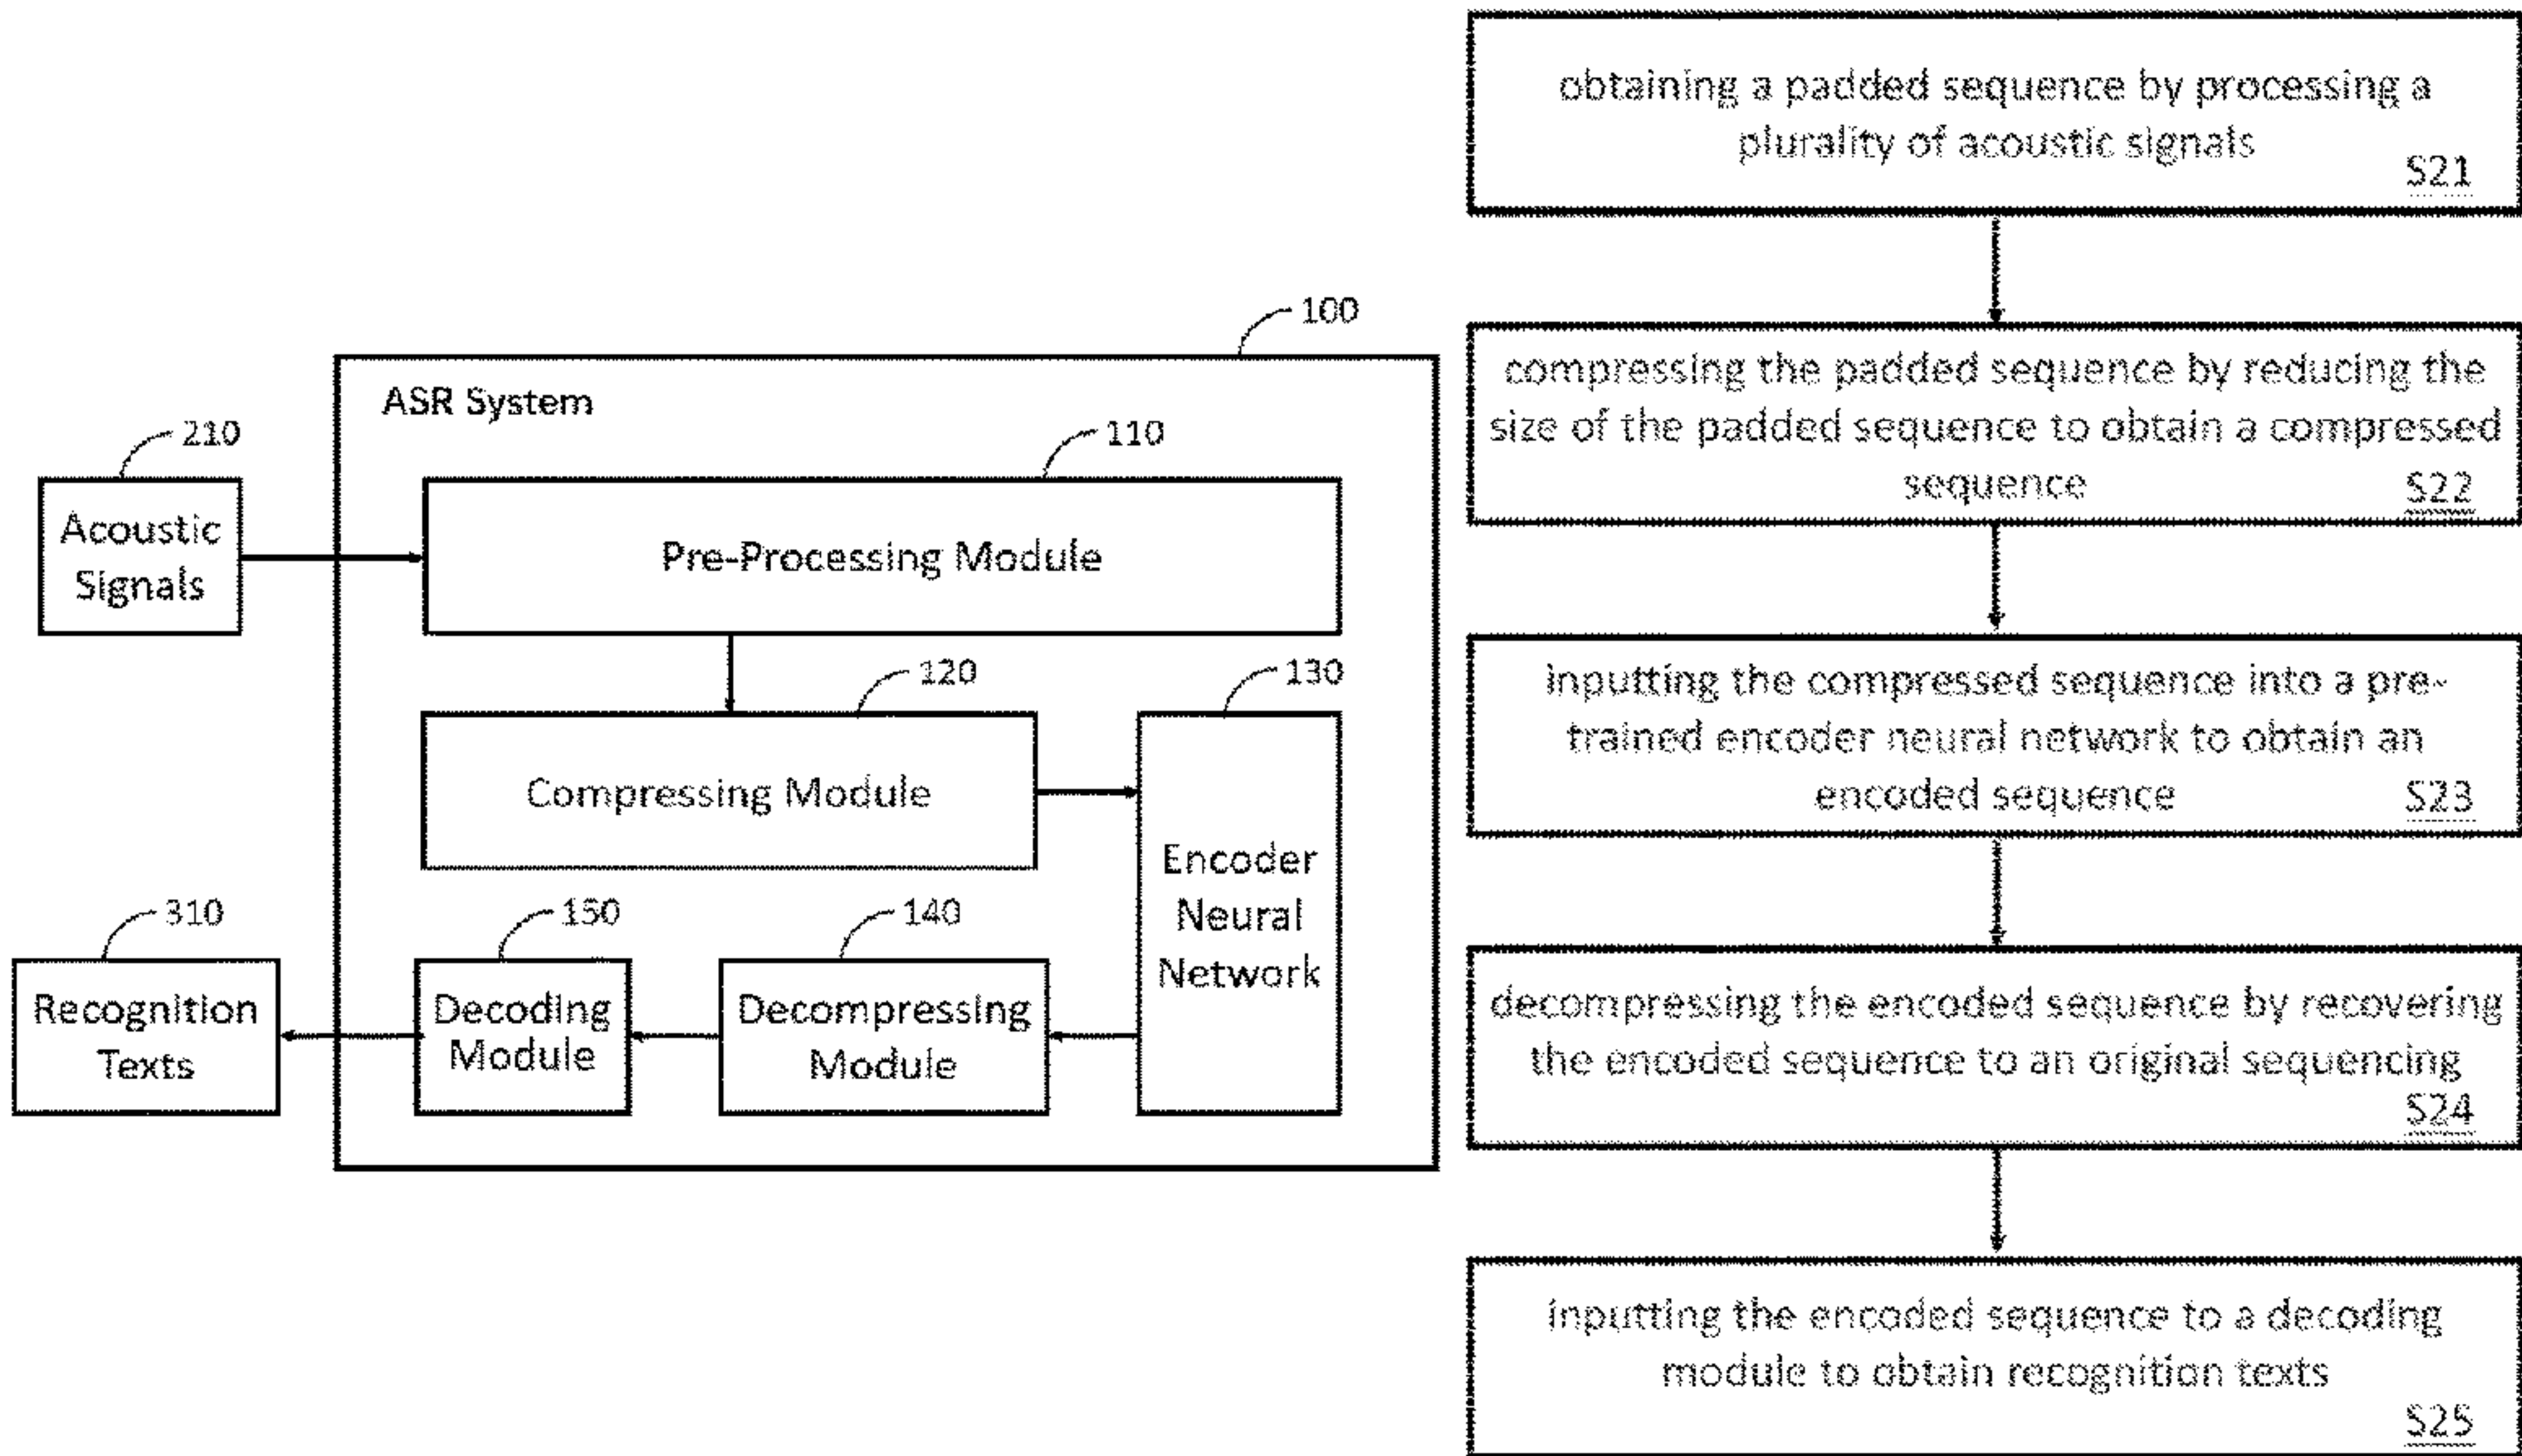 100
ASR System
210
110
Acoustic
Signals
Pre-Processing Module
120
130
Compressing Module
Encoder
Neural
Network
310
150
140
Recognition
Texts
Decoding
Module
Decompressing
Module
obtaining a padded sequence by processing a
plurality of acoustic signals
S21
compressing the padded sequence by reducing the
size of the padded sequence to obtain a compressed
sequence
S22
inputting the compressed sequence into a pre-
trained encoder neural network to obtain an
encoded sequence
S23
decompressing the encoded sequence by recovering
the encoded sequence to an original sequencing
S24
inputting the encoded sequence to a decoding
module to obtain recognition texts
S25